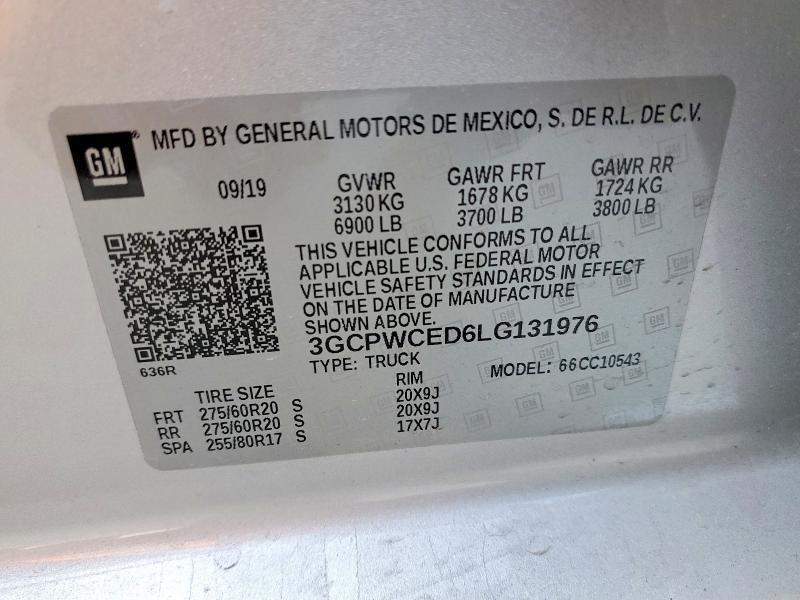 GM
® MFD BY GENERAL MOTORS DE MEXICO, S. DE R.L. DE C.V.
09/19 GVWR GAWR FRT GAWR RR
3130 KG 1678 KG 1724 KG
6900 LB 3700 LB 3800 LB
THIS VEHICLE CONFORMS TO ALL
APPLICABLE U.S. FEDERAL MOTOR
VEHICLE SAFETY STANDARDS IN EFFECT
ON THE DATE OF MANUFACTURE
SHOWN ABOVE.
3GCPWCED6LG131976
636R
TYPE: TRUCK MODEL: 66CC10543
TIRE SIZE RIM
FRT 275/60R20 S 20X9J
RR 275/60R20 S 20X9J
SPA 255/80R17 S 17X7J